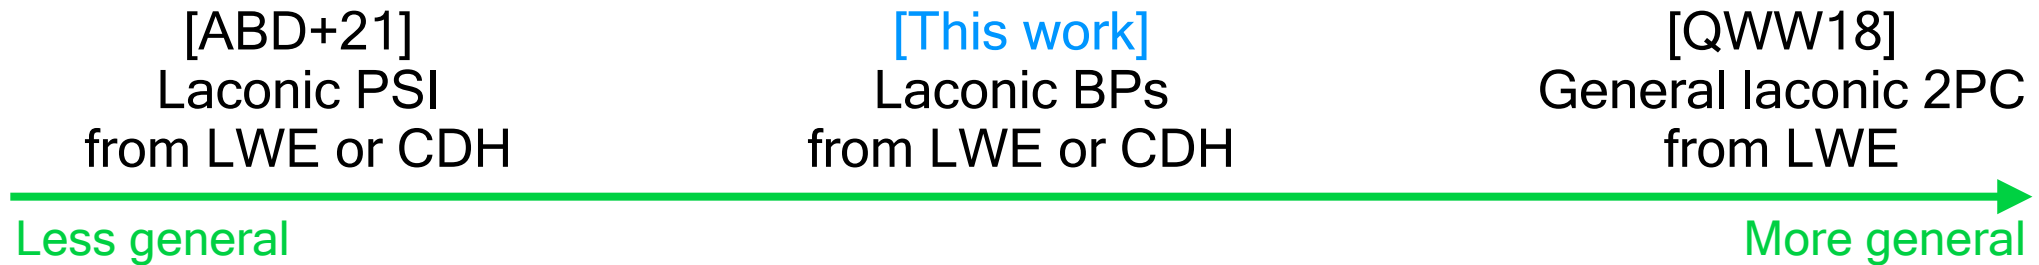 [ABD+21]
Laconic PSI
from LWE or CDH
[This work]
Laconic BPs
from LWE or CDH
[QWW18]
General laconic 2PC
from LWE
Less general
More general